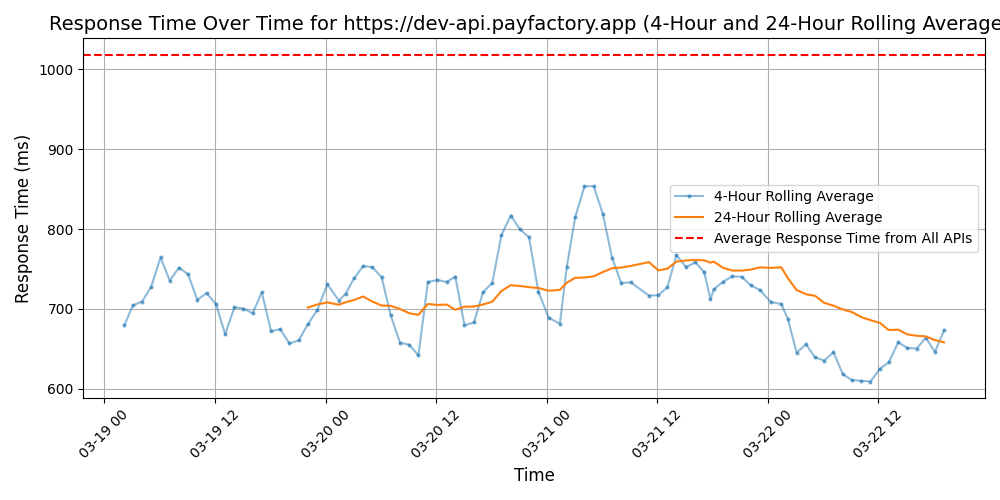 Response Time Over Time for https://dev-api.payfactory.app (4-Hour and 24-Hour Rolling Average
Response Time (ms)
1000
900
800
700
600
4-Hour Rolling Average
24-Hour Rolling Average
Average Response Time from All APIs
03-19 00
03-19 12
03-20 00
03-20 12
03-21 00
03-21 12
03-22 00
03-22 12
Time